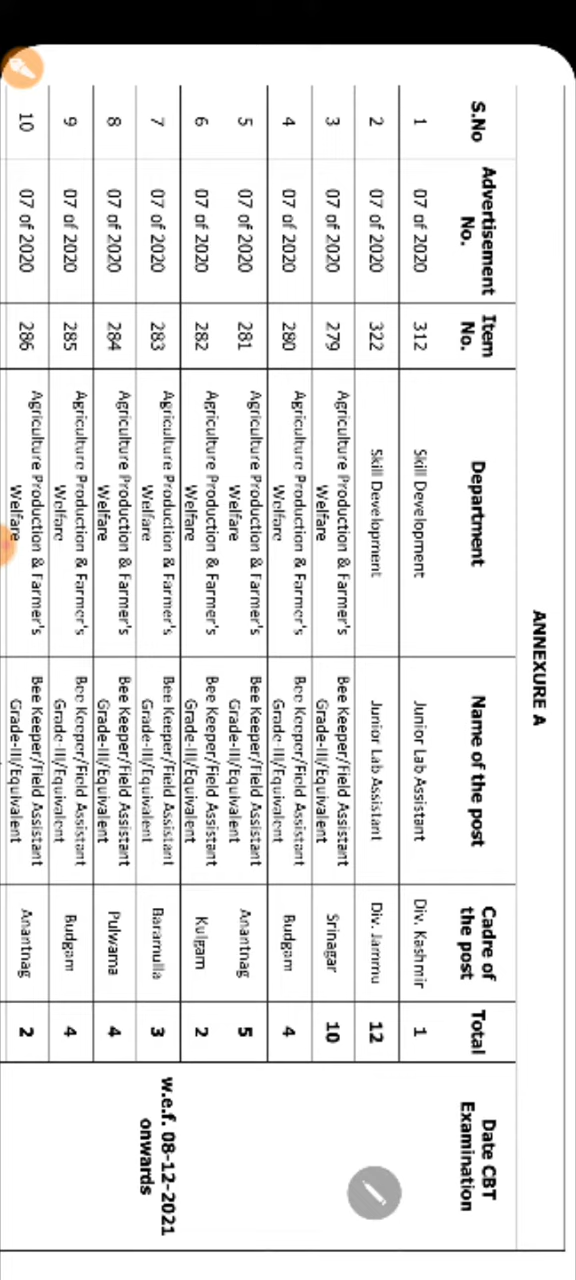 ANNEXURE A
S.No Advertisement No. Item No. Department Name of the post Cadre of the post Total Date CBT Examination
1 07 of 2020 312 Skill Development Junior Lab Assistant Div. Kashmir 1
2 07 of 2020 322 Skill Development Junior Lab Assistant Div. Jammu 12
3 07 of 2020 279 Agriculture Production & Farmer's Welfare Bee Keeper/Field Assistant Grade-III/Equivalent Srinagar 10
4 07 of 2020 280 Agriculture Production & Farmer's Welfare Bee Keeper/Field Assistant Grade-III/Equivalent Budgam 4
5 07 of 2020 281 Agriculture Production & Farmer's Welfare Bee Keeper/Field Assistant Grade-III/Equivalent Anantnag 5
6 07 of 2020 282 Agriculture Production & Farmer's Welfare Bee Keeper/Field Assistant Grade-III/Equivalent Kulgam 2
7 07 of 2020 283 Agriculture Production & Farmer's Welfare Bee Keeper/Field Assistant Grade-III/Equivalent Baramulla 3
8 07 of 2020 284 Agriculture Production & Farmer's Welfare Bee Keeper/Field Assistant Grade-III/Equivalent Pulwama 4
9 07 of 2020 285 Agriculture Production & Farmer's Welfare Bee Keeper/Field Assistant Grade-III/Equivalent Budgam 4
10 07 of 2020 286 Agriculture Production & Farmer's Welfare Bee Keeper/Field Assistant Grade-III/Equivalent Anantnag 2
w.e.f. 08-12-2021
onwards